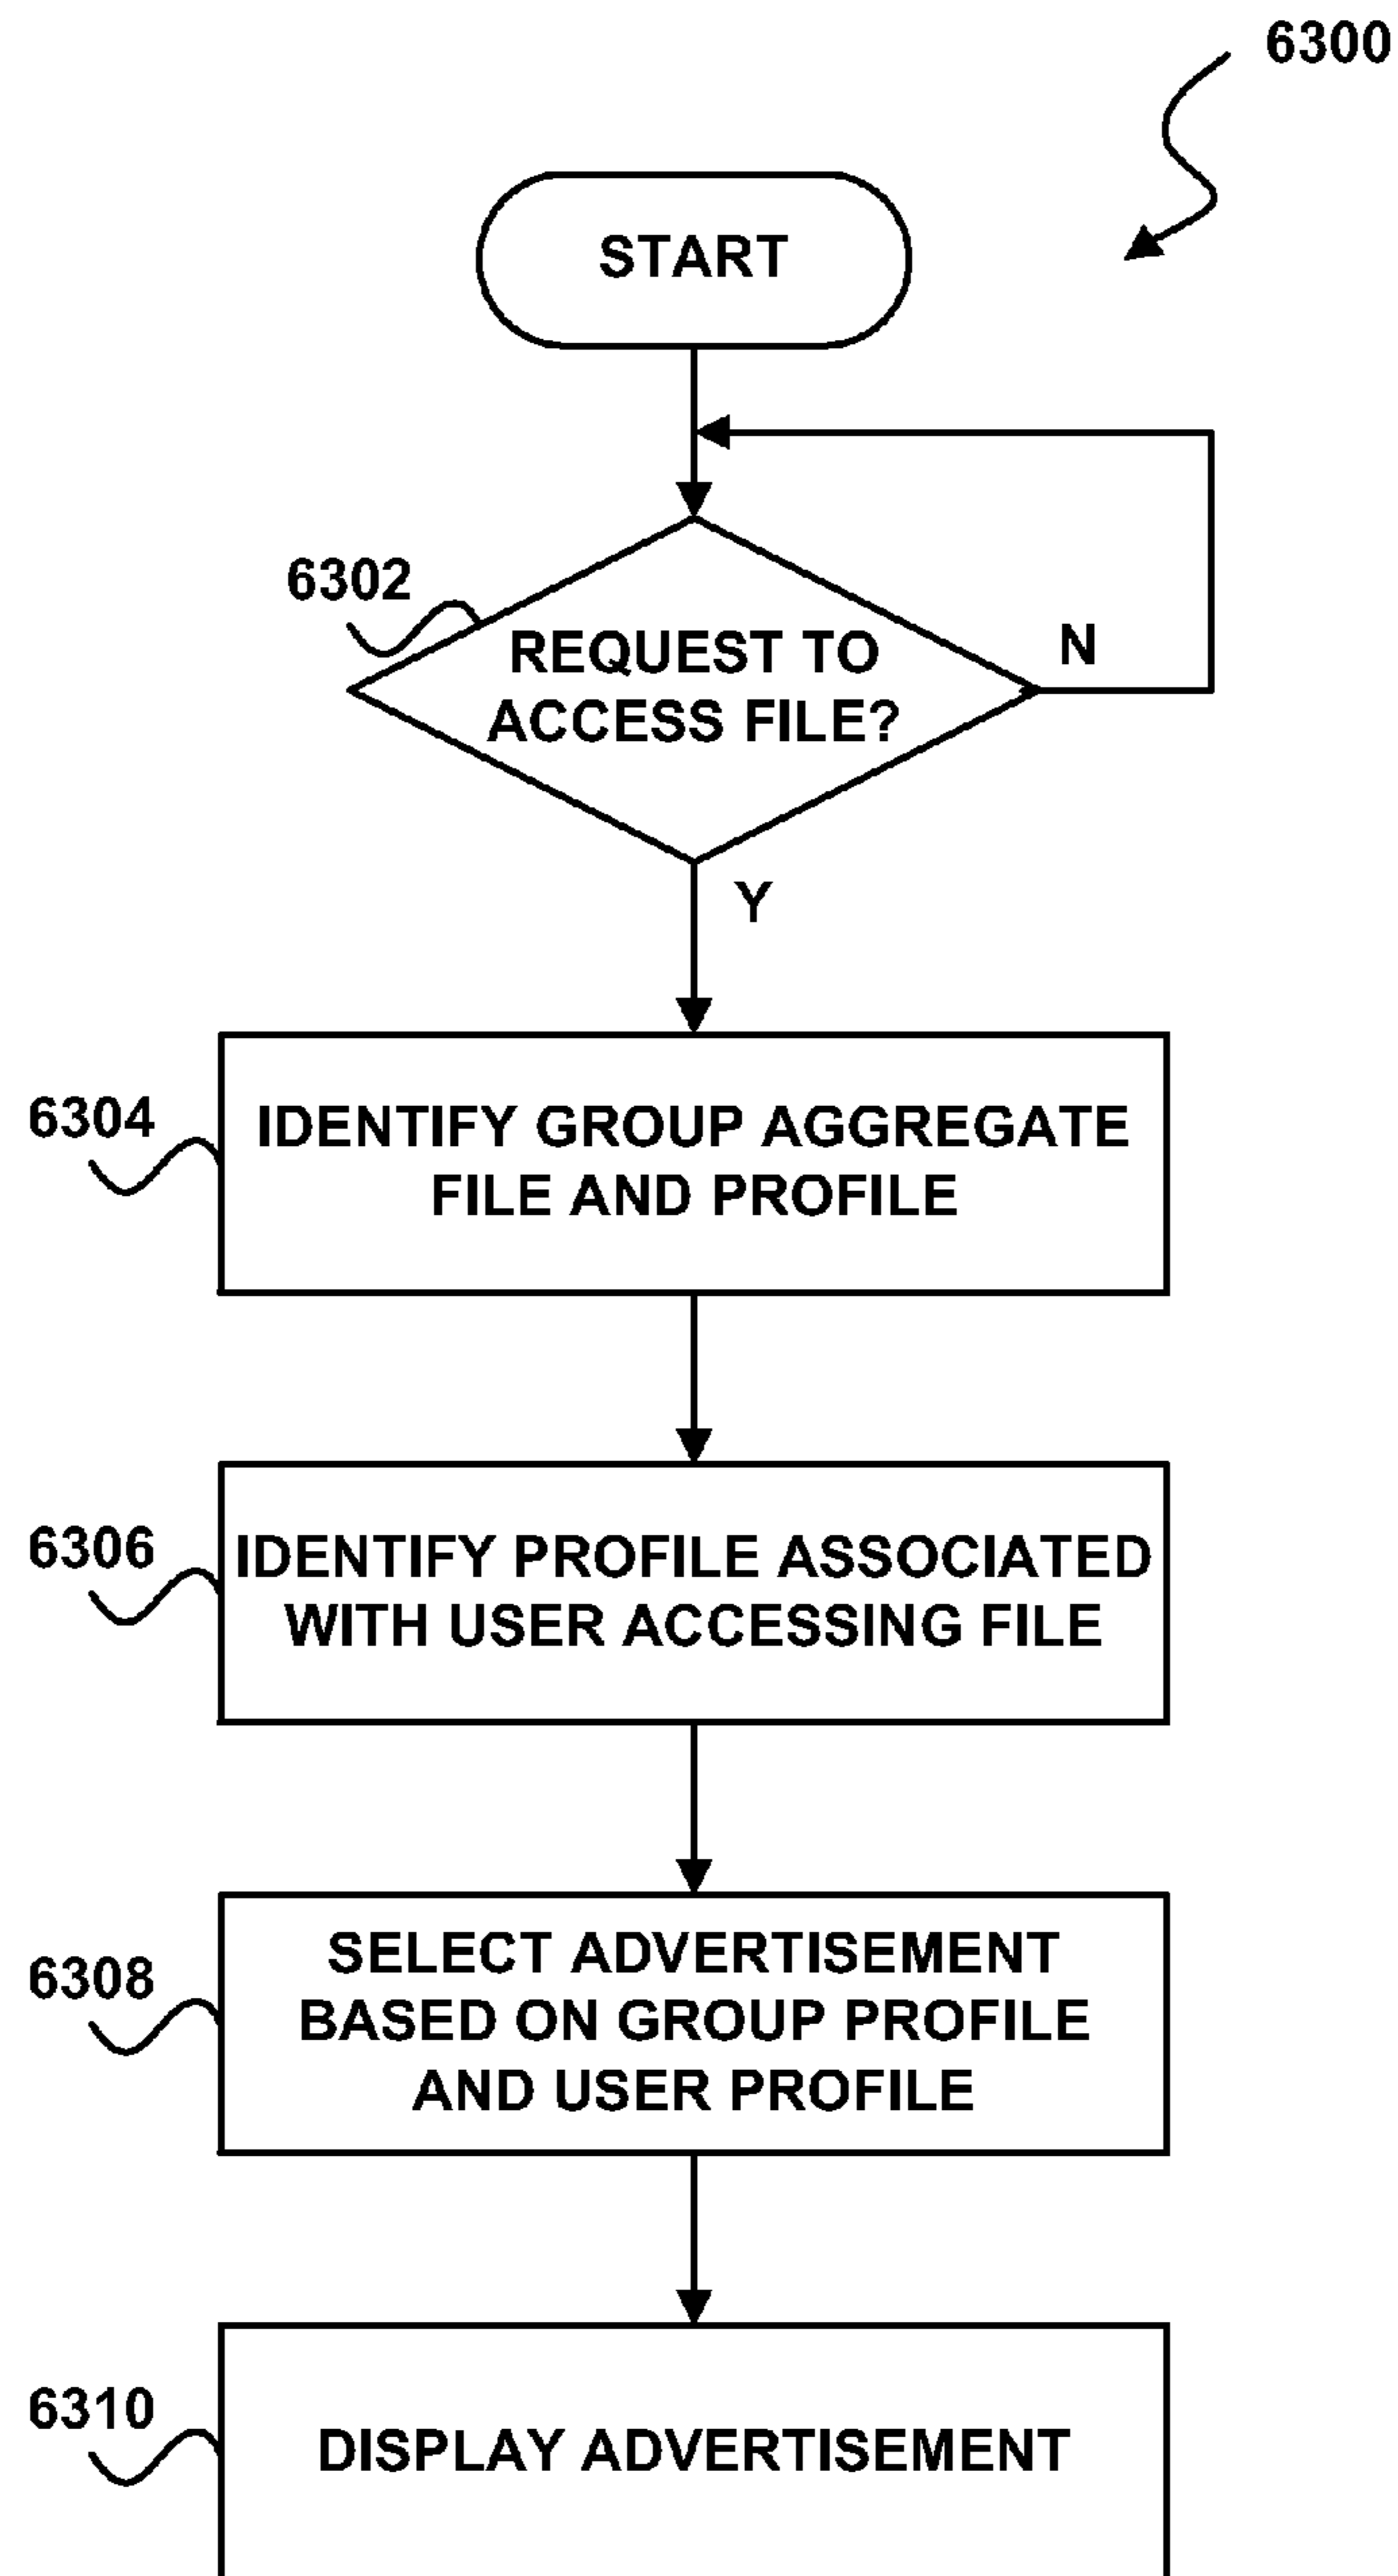 6300
START
6302
REQUEST TO
ACCESS FILE?
N
Y
6304
IDENTIFY GROUP AGGREGATE
FILE AND PROFILE
6306
IDENTIFY PROFILE ASSOCIATED
WITH USER ACCESSING FILE
6308
SELECT ADVERTISEMENT
BASED ON GROUP PROFILE
AND USER PROFILE
6310
DISPLAY ADVERTISEMENT